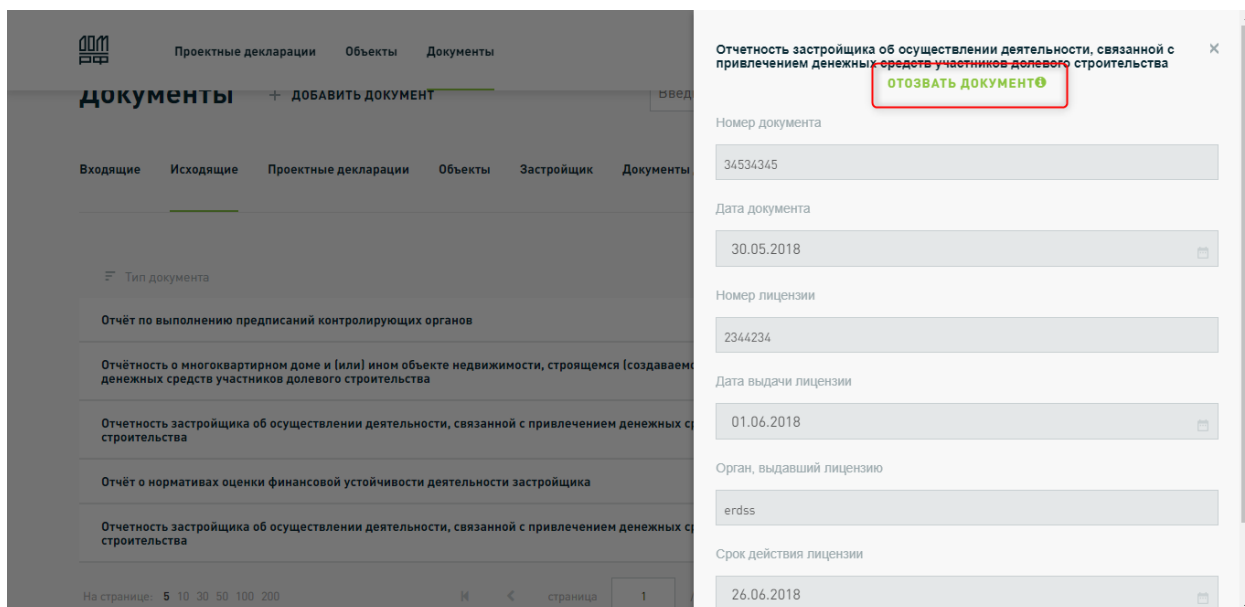 ДОМ
РФ
Проектные декларации Объекты Документы
Документы + ДОБАВИТЬ ДОКУМЕНТ
Входящие Исходящие Проектные декларации Объекты Застройщик Документы
Тип документа
Отчёт по выполнению предписаний контролирующих органов
Отчётность о многоквартирном доме и (или) ином объекте недвижимости, строящемся (создаваемо
денежных средств участников долевого строительства
Отчетность застройщика об осуществлении деятельности, связанной с привлечением денежных ср
строительства
Отчёт о нормативах оценки финансовой устойчивости деятельности застройщика
Отчетность застройщика об осуществлении деятельности, связанной с привлечением денежных ср
строительства
На странице: 5 10 30 50 100 200 страница 1
Отчетность застройщика об осуществлении деятельности, связанной с
привлечением денежных средств участников долевого строительства
ОТОЗВАТЬ ДОКУМЕНТ
Номер документа
34534345
Дата документа
30.05.2018
Номер лицензии
2344234
Дата выдачи лицензии
01.06.2018
Орган, выдавший лицензию
erdss
Срок действия лицензии
26.06.2018